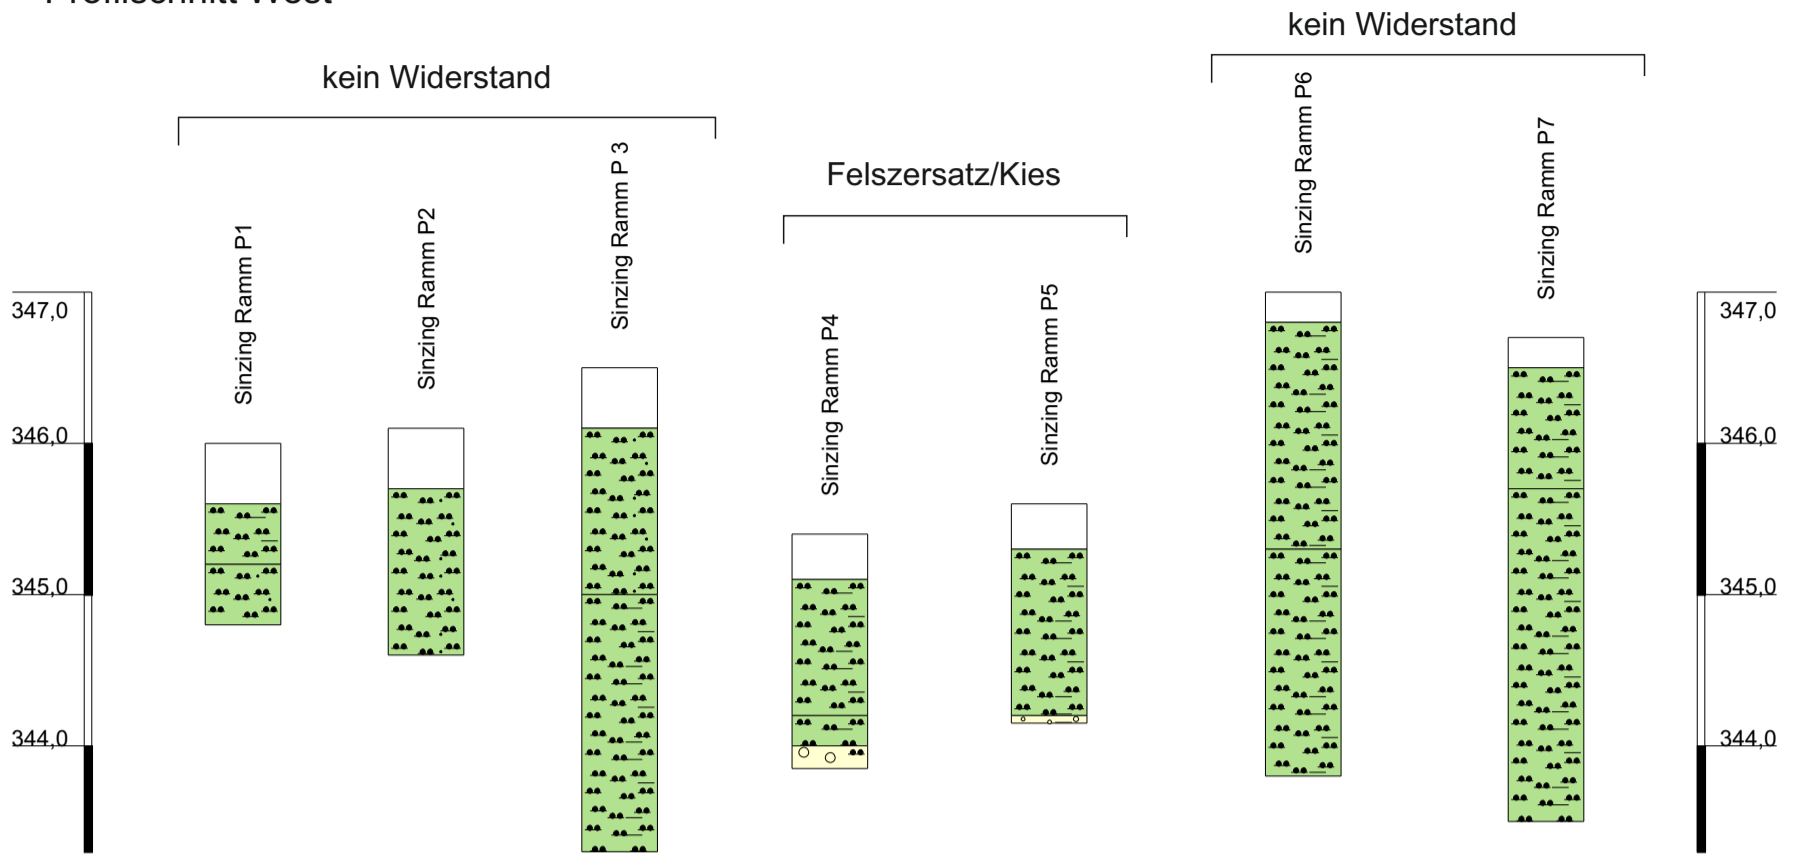 Profilschnitt West
kein Widerstand
kein Widerstand
Felszersatz/Kies
Sinzing Ramm P1
Sinzing Ramm P2
Sinzing Ramm P 3
Sinzing Ramm P4
Sinzing Ramm P5
Sinzing Ramm P6
Sinzing Ramm P7
347,0
346,0
345,0
344,0
347,0
346,0
345,0
344,0